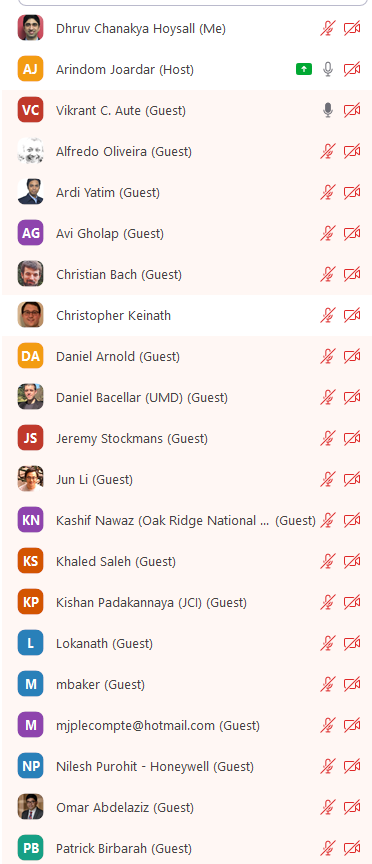 Dhruv Chanakya Hoysall (Me)
AJ Arindom Joardar (Host)
VC Vikrant C. Aute (Guest)
Alfredo Oliveira (Guest)
Ardi Yatim (Guest)
AG Avi Gholap (Guest)
Christian Bach (Guest)
Christopher Keinath
DA Daniel Arnold (Guest)
Daniel Bacellar (UMD) (Guest)
JS Jeremy Stockmans (Guest)
Jun Li (Guest)
KN Kashif Nawaz (Oak Ridge National ... (Guest)
KS Khaled Saleh (Guest)
KP Kishan Padakannaya (JCI) (Guest)
L Lokanath (Guest)
M mbaker (Guest)
M mjplecompte@hotmail.com (Guest)
NP Nilesh Purohit - Honeywell (Guest)
Omar Abdelaziz (Guest)
PB Patrick Birbarah (Guest)